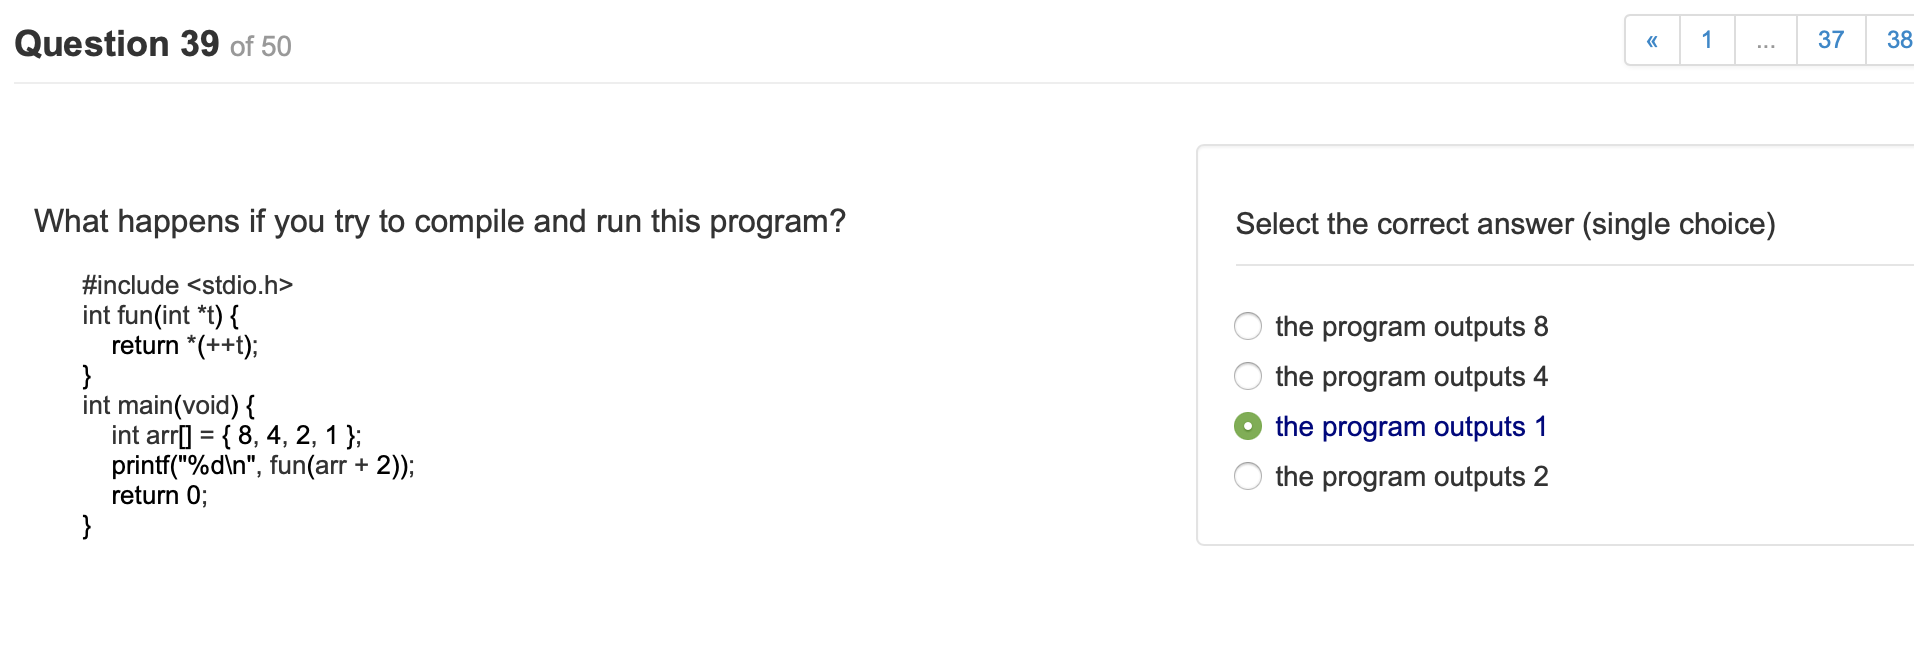 Question 39 of 50
« 1 ... 37 38
What happens if you try to compile and run this program?
#include <stdio.h>
int fun(int *t) {
return *(++t);
}
int main(void) {
int arr[] = { 8, 4, 2, 1 };
printf("%d\n", fun(arr + 2));
return 0;
}
Select the correct answer (single choice)
the program outputs 8
the program outputs 4
the program outputs 1
the program outputs 2